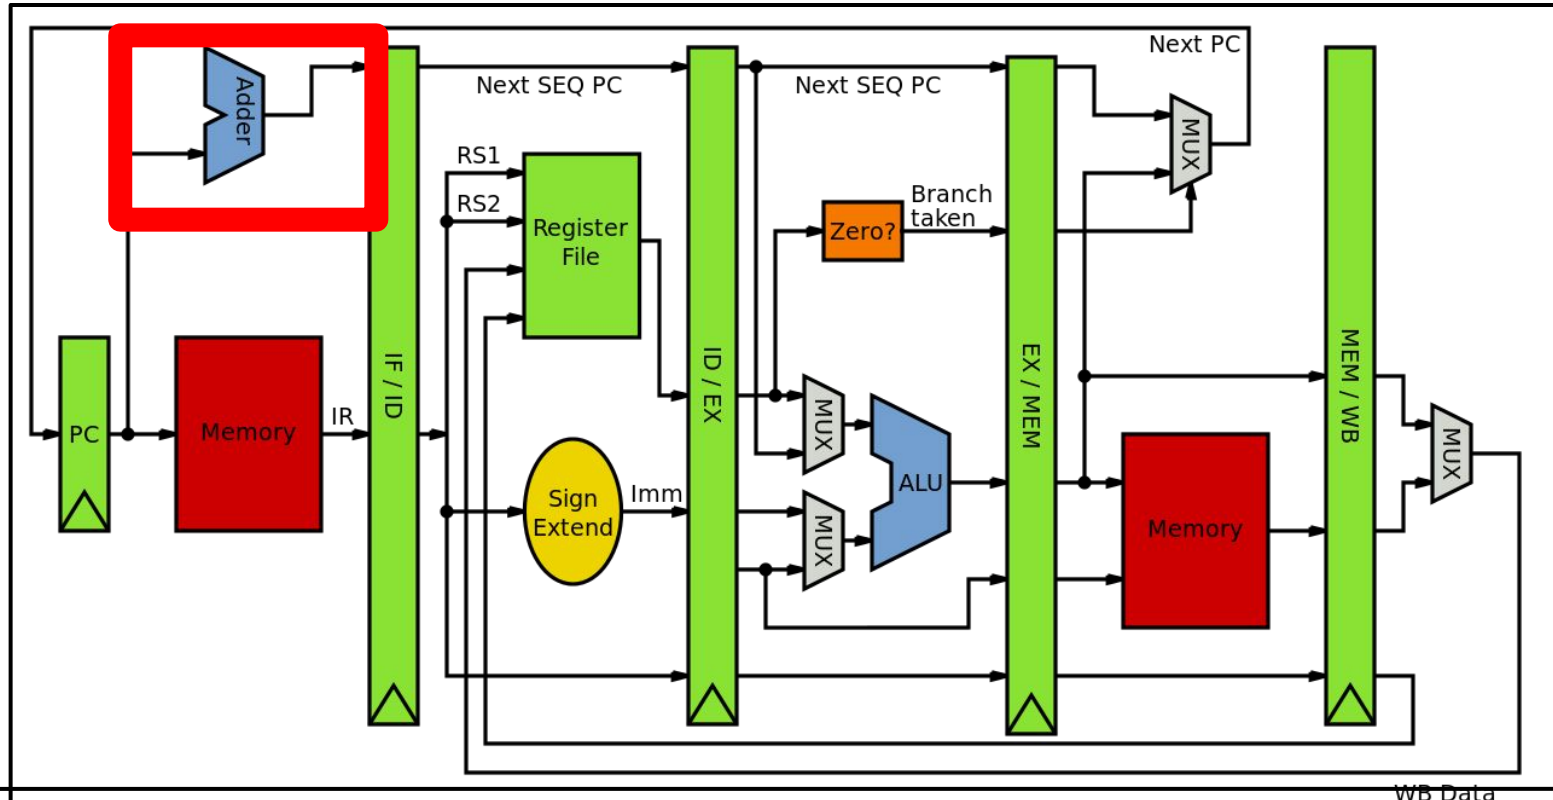 Next PC
Adder
Next SEQ PC
Next SEQ PC
MUX
RS1
RS2
Register
File
Zero?
Branch
taken
IF / ID
ID / EX
EX / MEM
MEM / WB
PC
Memory
IR
MUX
ALU
MUX
Sign
Extend
Imm
MUX
Memory
MUX
WB Data